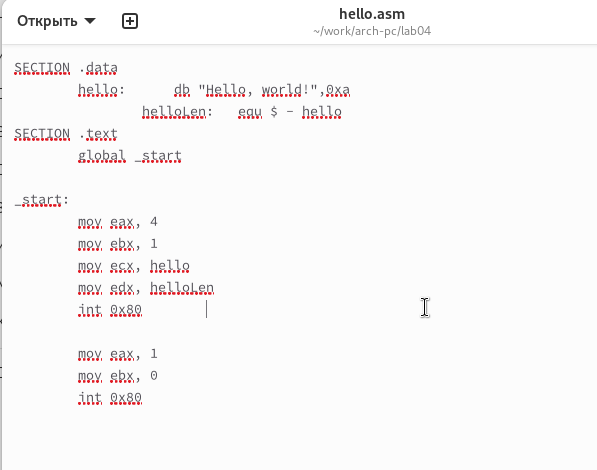 Открыть
hello.asm
~/work/arch-pc/lab04
SECTION .data
hello: db "Hello, world!",0xa
helloLen: equ $ - hello
SECTION .text
global _start
_start:
mov eax, 4
mov ebx, 1
mov ecx, hello
mov edx, helloLen
int 0x80
mov eax, 1
mov ebx, 0
int 0x80